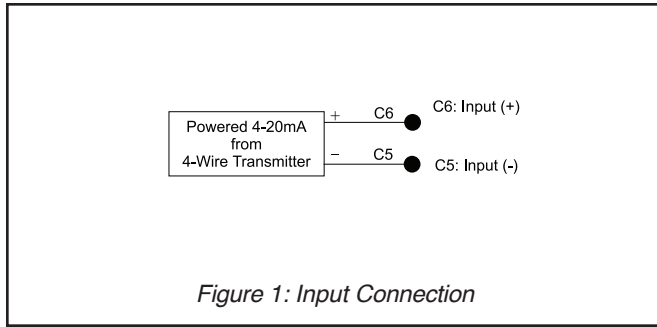 Powered 4-20mA
from
4-Wire Transmitter
+ C6
C6: Input (+)
– C5
C5: Input (-)
Figure 1: Input Connection